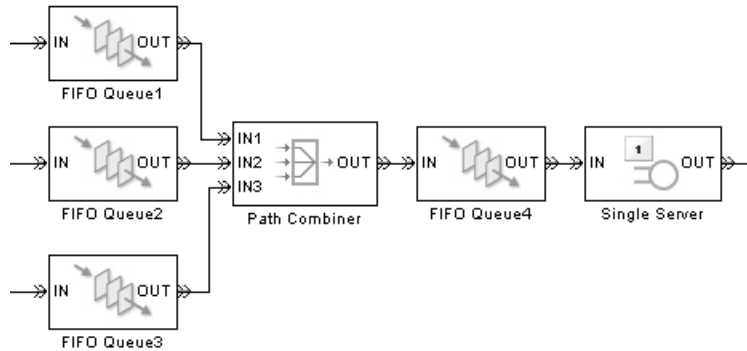 IN OUT
FIFO Queue1
IN OUT
FIFO Queue2
IN OUT
FIFO Queue3
IN1
IN2
IN3
OUT
Path Combiner
IN OUT
FIFO Queue4
IN 1 OUT
Single Server